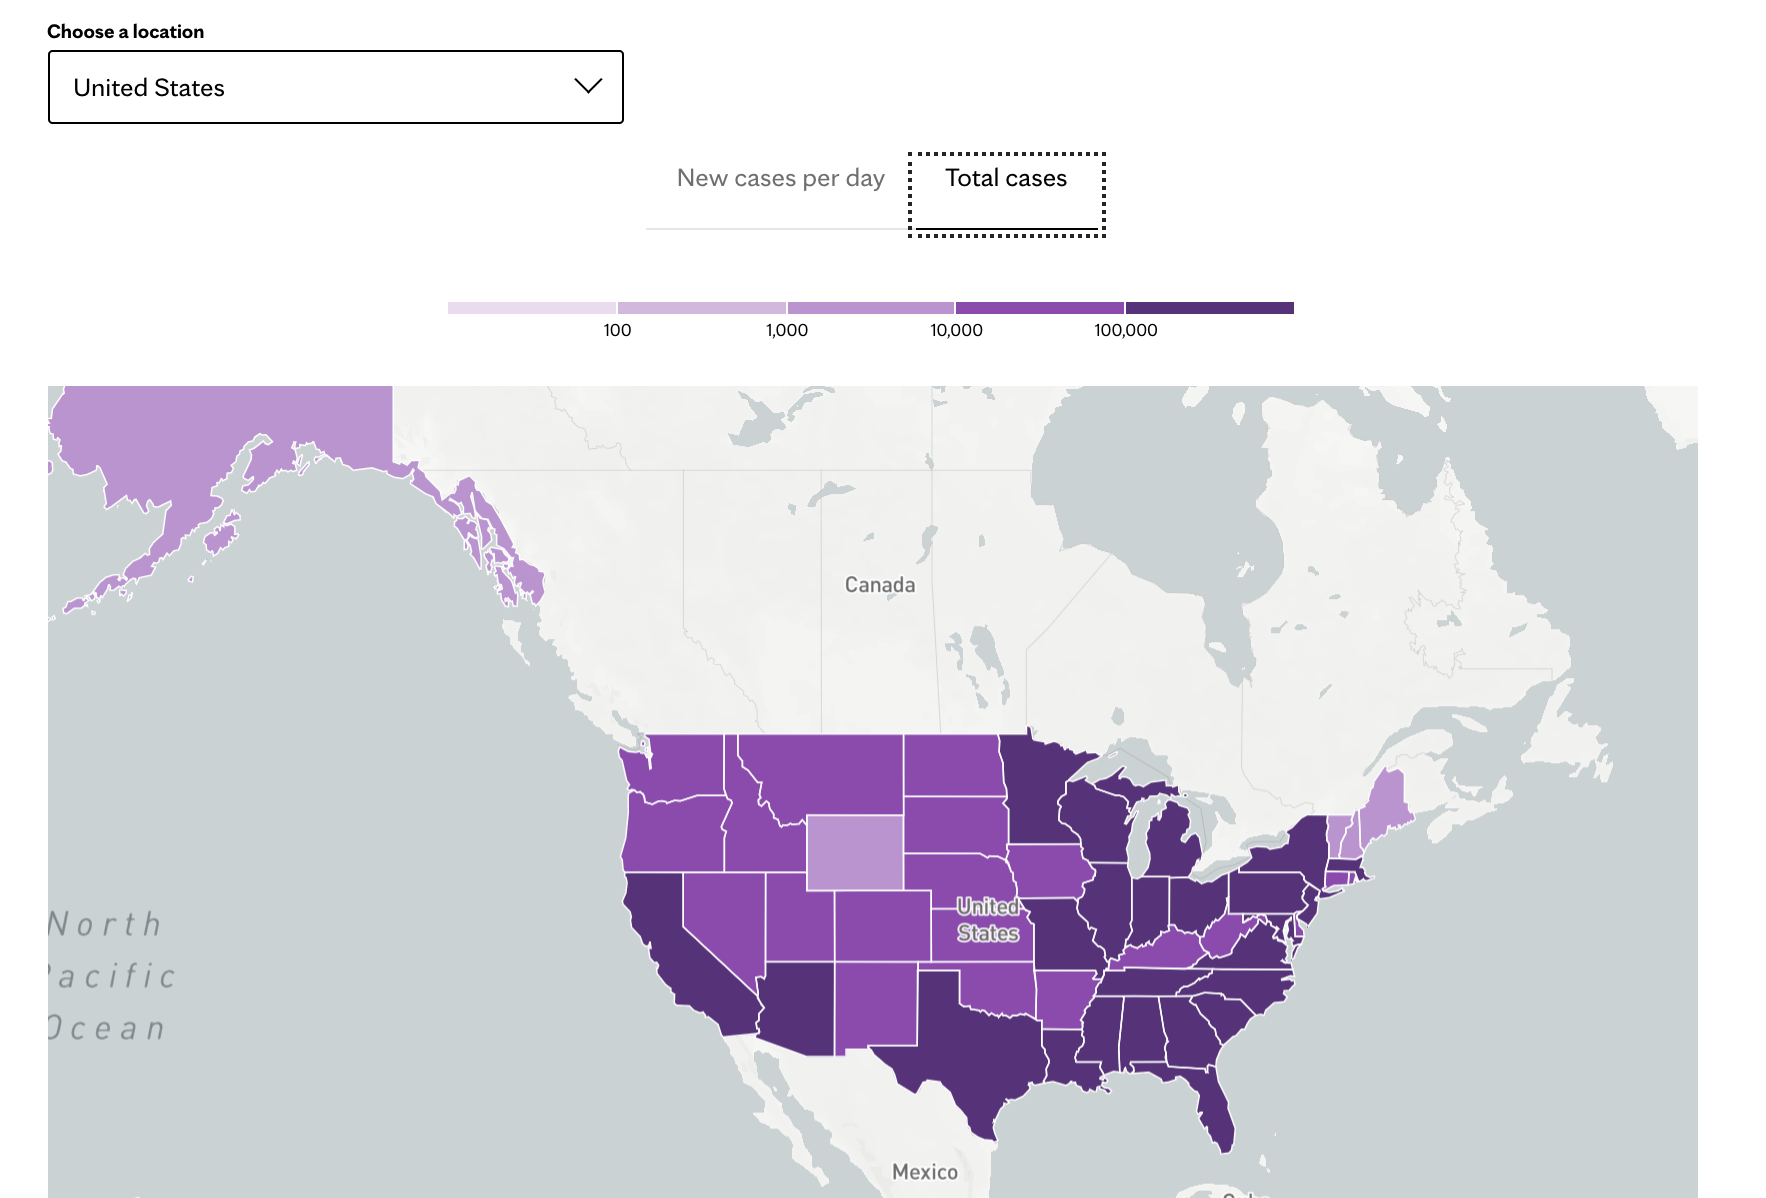 Choose a location
United States
New cases per day
Total cases
100
1,000
10,000
100,000
Canada
North
Pacific
Ocean
United
States
Mexico